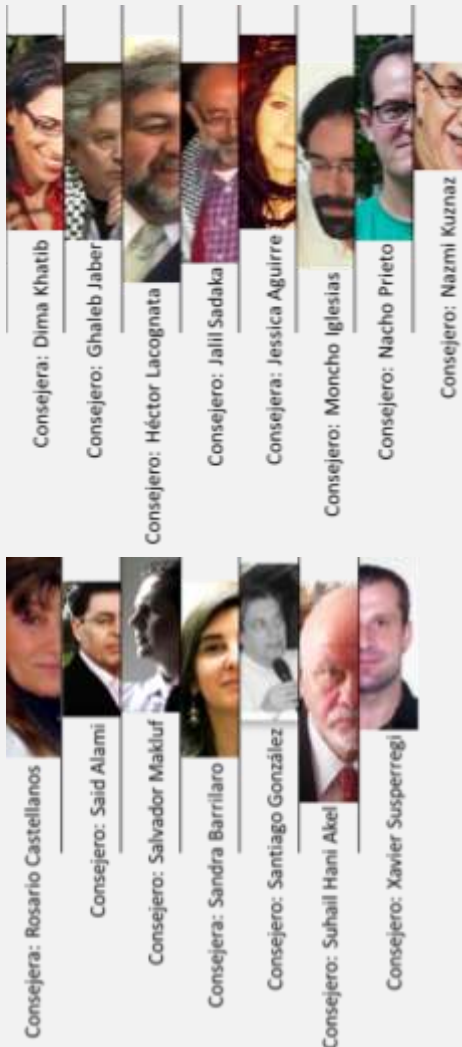 Consejera: Dima Khatib
Consejero: Ghaleb Jaber
Consejero: Héctor Lacognata
Consejero: Jalil Sadaka
Consejera: Jessica Aguirre
Consejero: Moncho Iglesias
Consejero: Nacho Prieto
Consejero: Nazmi Kuznaz
Consejera: Rosario Castellanos
Consejero: Said Alami
Consejero: Salvador Makluf
Consejera: Sandra Barrilaro
Consejero: Santiago González
Consejero: Suhail Hani Akel
Consejero: Xavier Susperregi